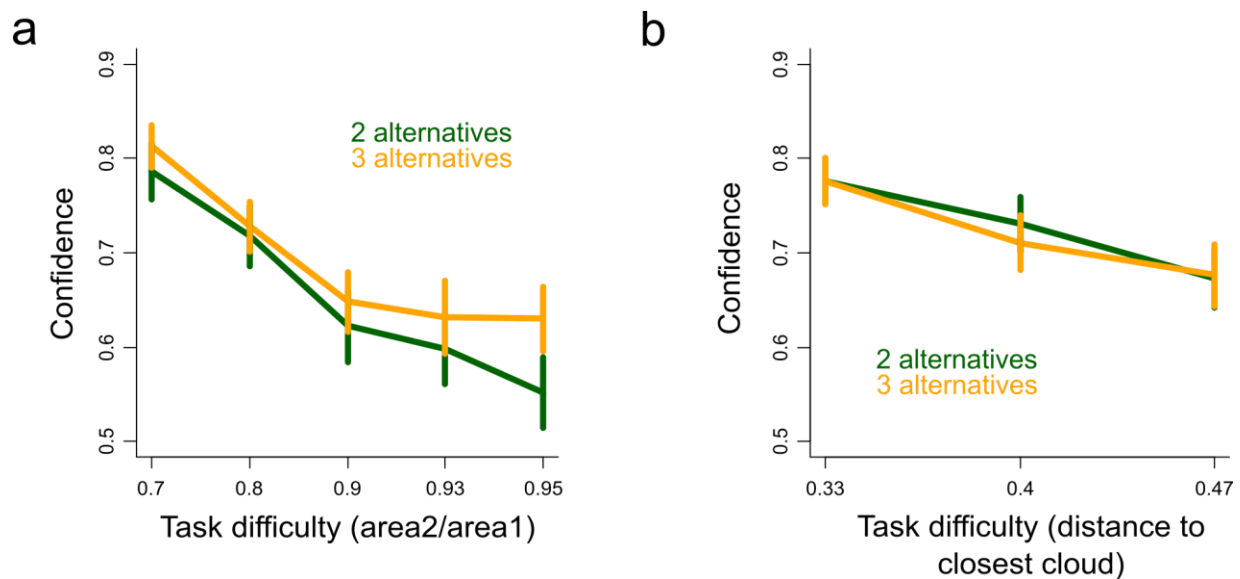 a
0.9
0.8
0.7
0.6
0.5
Confidence
2 alternatives
3 alternatives
0.7 0.8 0.9 0.93 0.95
Task difficulty (area2/area1)
b
0.9
0.8
0.7
0.6
0.5
Confidence
2 alternatives
3 alternatives
0.33 0.4 0.47
Task difficulty (distance to
closest cloud)